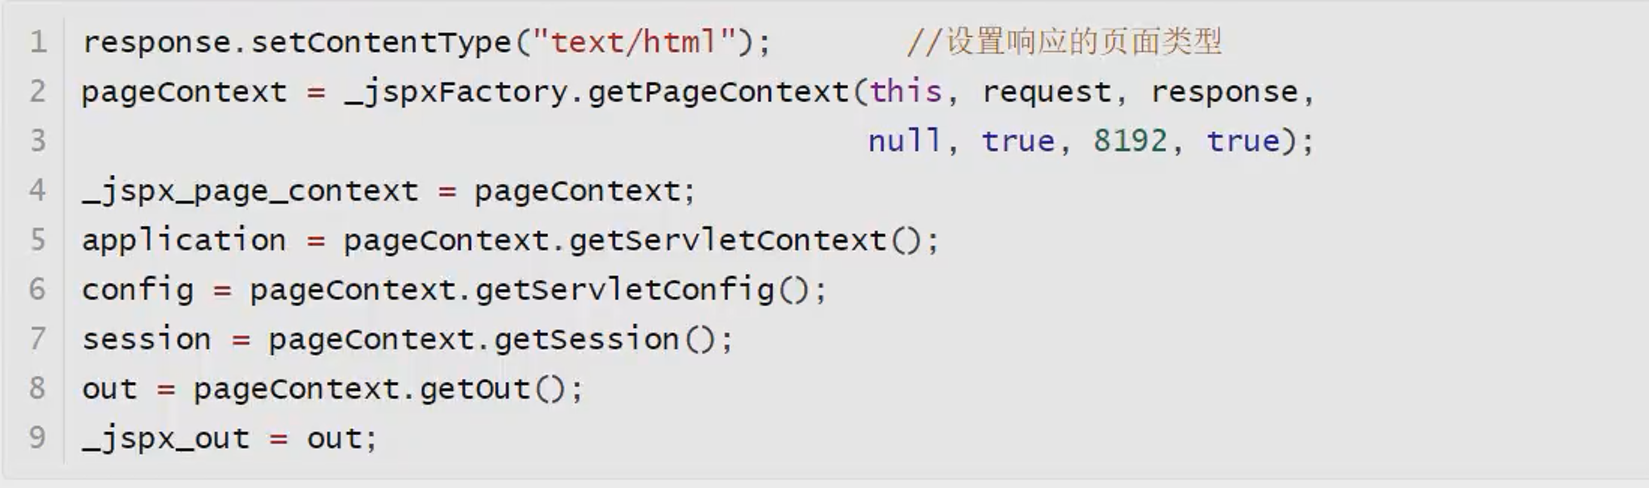 1 response.setContentType("text/html");       //设置响应的页面类型
2 pageContext = _jspxFactory.getPageContext(this, request, response,
3                                           null, true, 8192, true);
4 _jspx_page_context = pageContext;
5 application = pageContext.getServletContext();
6 config = pageContext.getServletConfig();
7 session = pageContext.getSession();
8 out = pageContext.getOut();
9 _jspx_out = out;